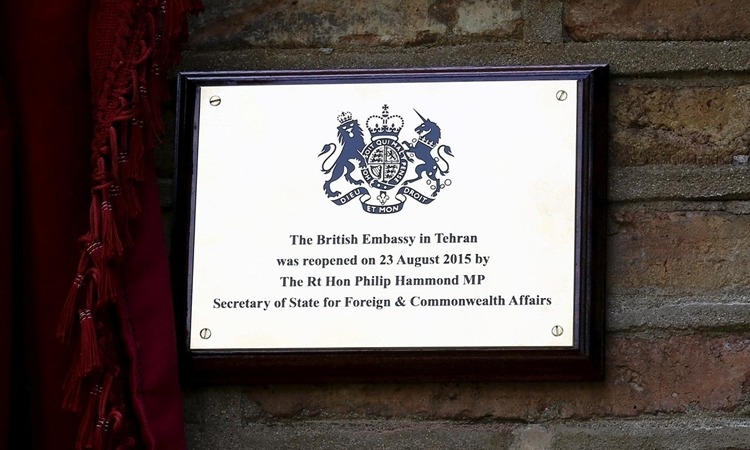 HONI SOIT QUI MAL Y PENSE
DIEU ET MON DROIT
The British Embassy in Tehran
was reopened on 23 August 2015 by
The Rt Hon Philip Hammond MP
Secretary of State for Foreign & Commonwealth Affairs